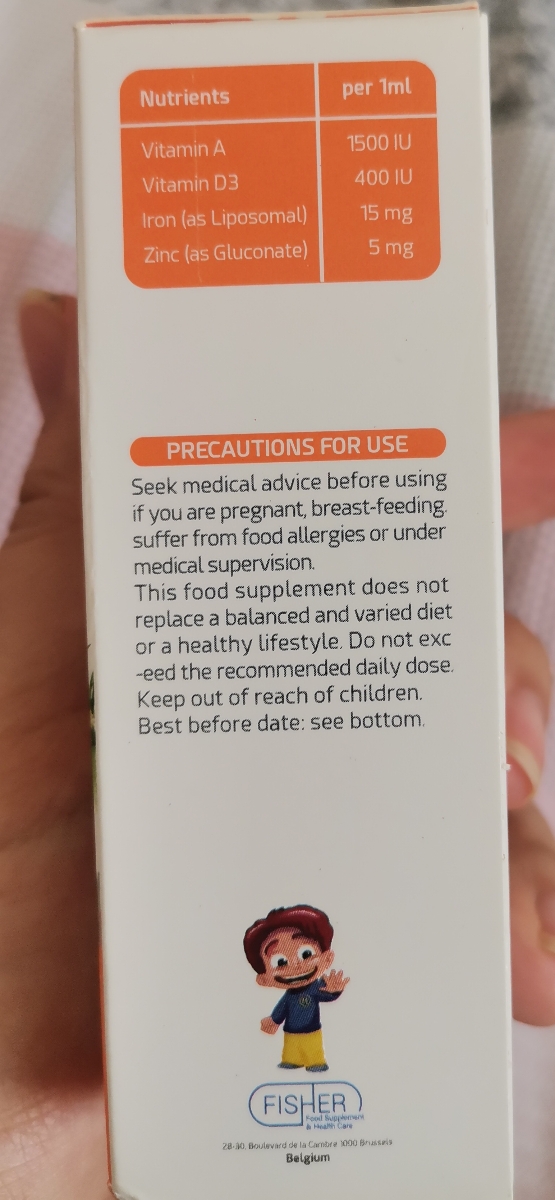 Nutrients per 1ml
Vitamin A 1500 IU
Vitamin D3 400 IU
Iron (as Liposomal) 15 mg
Zinc (as Gluconate) 5 mg
PRECAUTIONS FOR USE
Seek medical advice before using
if you are pregnant, breast-feeding,
suffer from food allergies or under
medical supervision.
This food supplement does not
replace a balanced and varied diet
or a healthy lifestyle. Do not exc
-eed the recommended daily dose.
Keep out of reach of children.
Best before date: see bottom.
FISHER
Food Supplement
& Health Care
28-30, Boulevard de la Cambre 1000 Brussels
Belgium